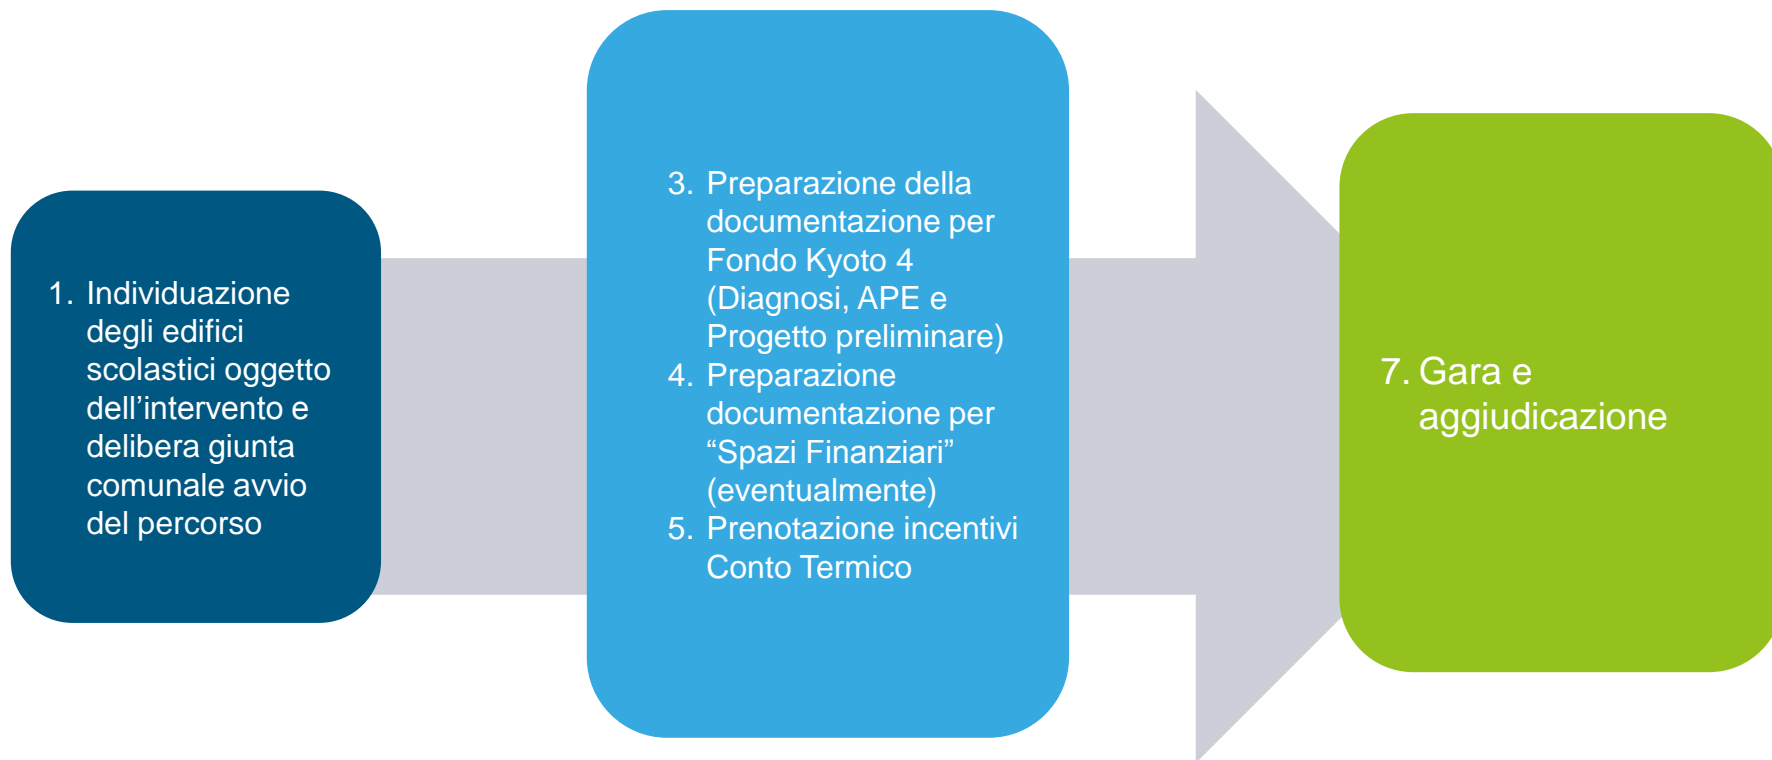 1. Individuazione
degli edifici
scolastici oggetto
dell’intervento e
delibera giunta
comunale avvio
del percorso
3. Preparazione della
documentazione per
Fondo Kyoto 4
(Diagnosi, APE e
Progetto preliminare)
4. Preparazione
documentazione per
“Spazi Finanziari”
(eventualmente)
5. Prenotazione incentivi
Conto Termico
7. Gara e
aggiudicazione